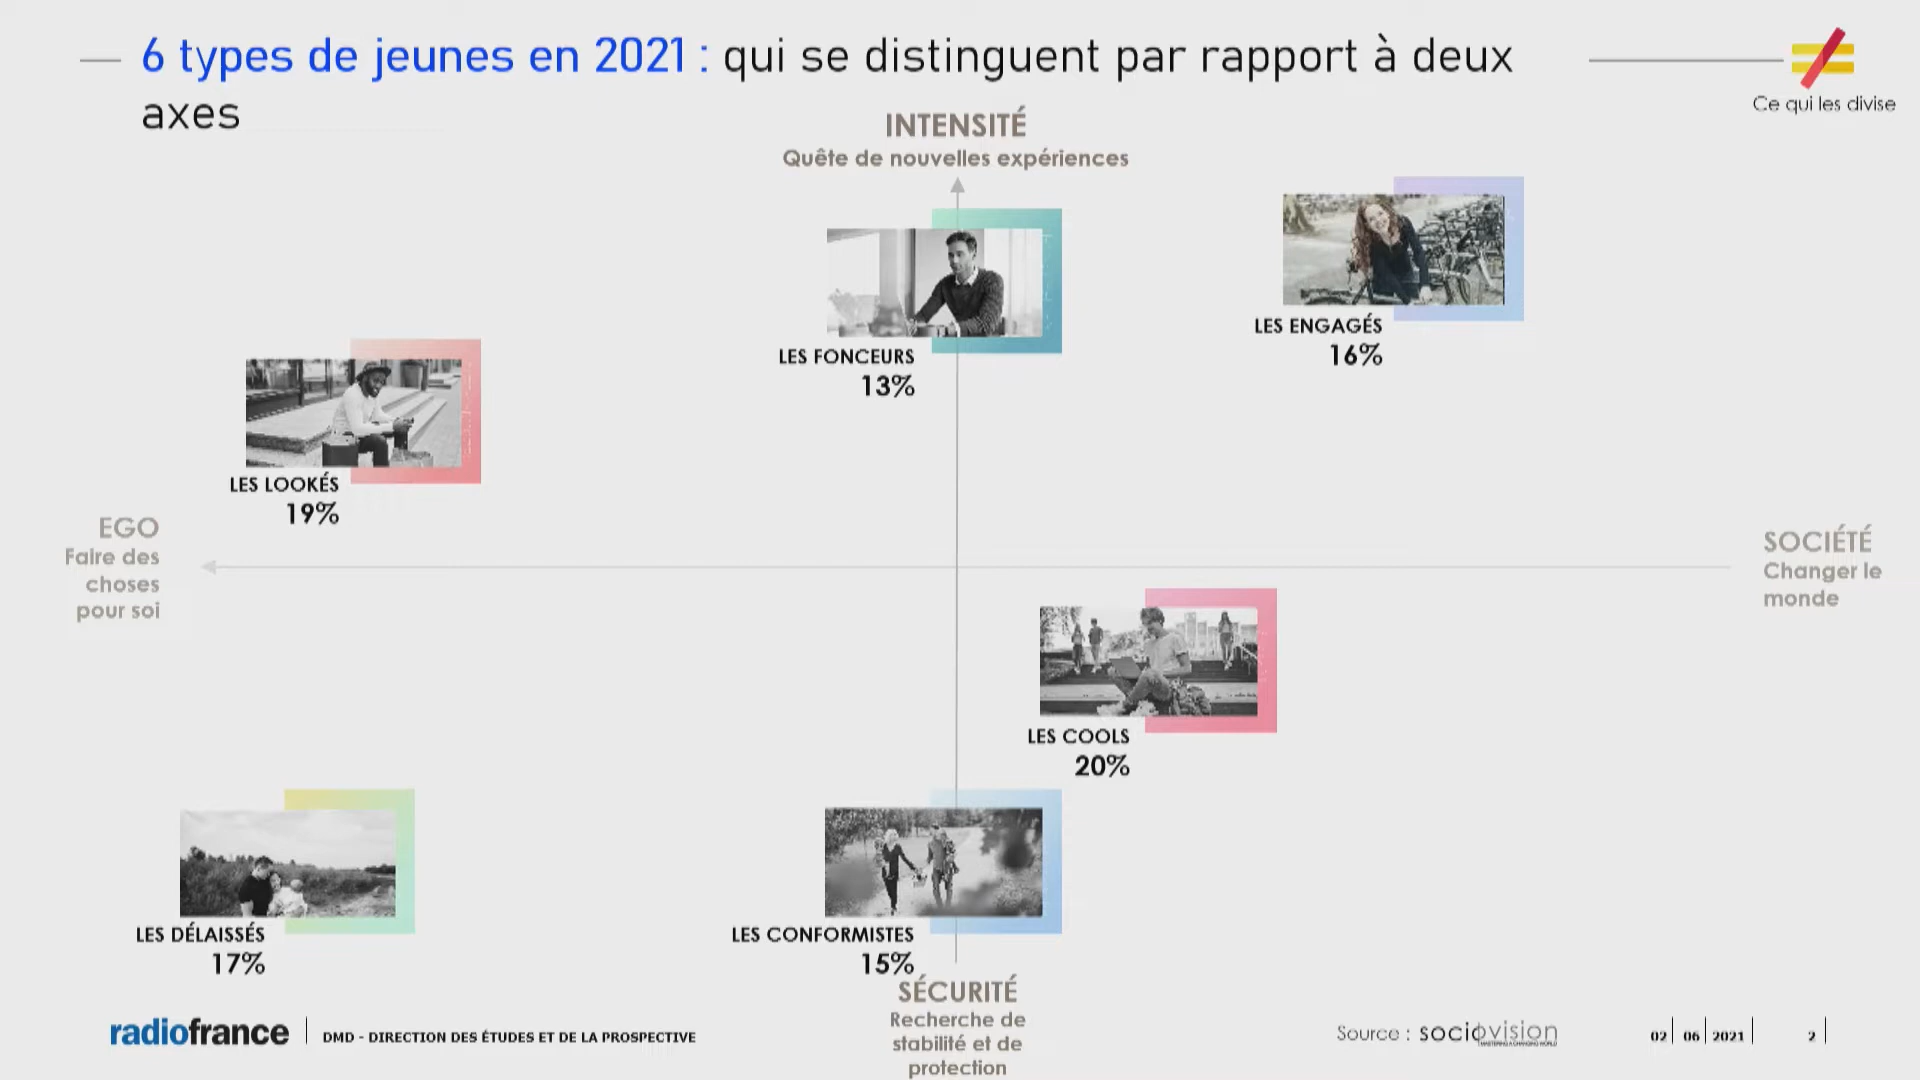 6 types de jeunes en 2021 : qui se distinguent par rapport à deux
axes
Ce qui les divise
INTENSITÉ
Quête de nouvelles expériences
LES FONCEURS
13%
LES ENGAGÉS
16%
LES LOOKÉS
19%
EGO
Faire des
choses
pour soi
SOCIÉTÉ
Changer le
monde
LES COOLS
20%
LES DÉLAISSÉS
17%
LES CONFORMISTES
15%
SÉCURITÉ
Recherche de
stabilité et de
protection
radiofrance
DMD - DIRECTION DES ÉTUDES ET DE LA PROSPECTIVE
Source : sociovision
MASTERING A CHANGING WORLD
02 | 06 | 2021 | 2 |